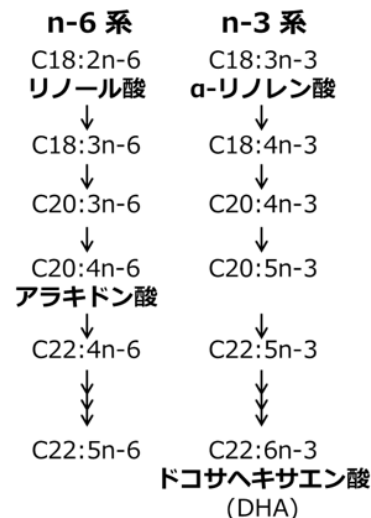 n-6 系
C18:2n-6
リノール酸
C18:3n-6
C20:3n-6
C20:4n-6
アラキドン酸
C22:4n-6
C22:5n-6
n-3 系
C18:3n-3
α-リノレン酸
C18:4n-3
C20:4n-3
C20:5n-3
C22:5n-3
C22:6n-3
ドコサヘキサエン酸
(DHA)